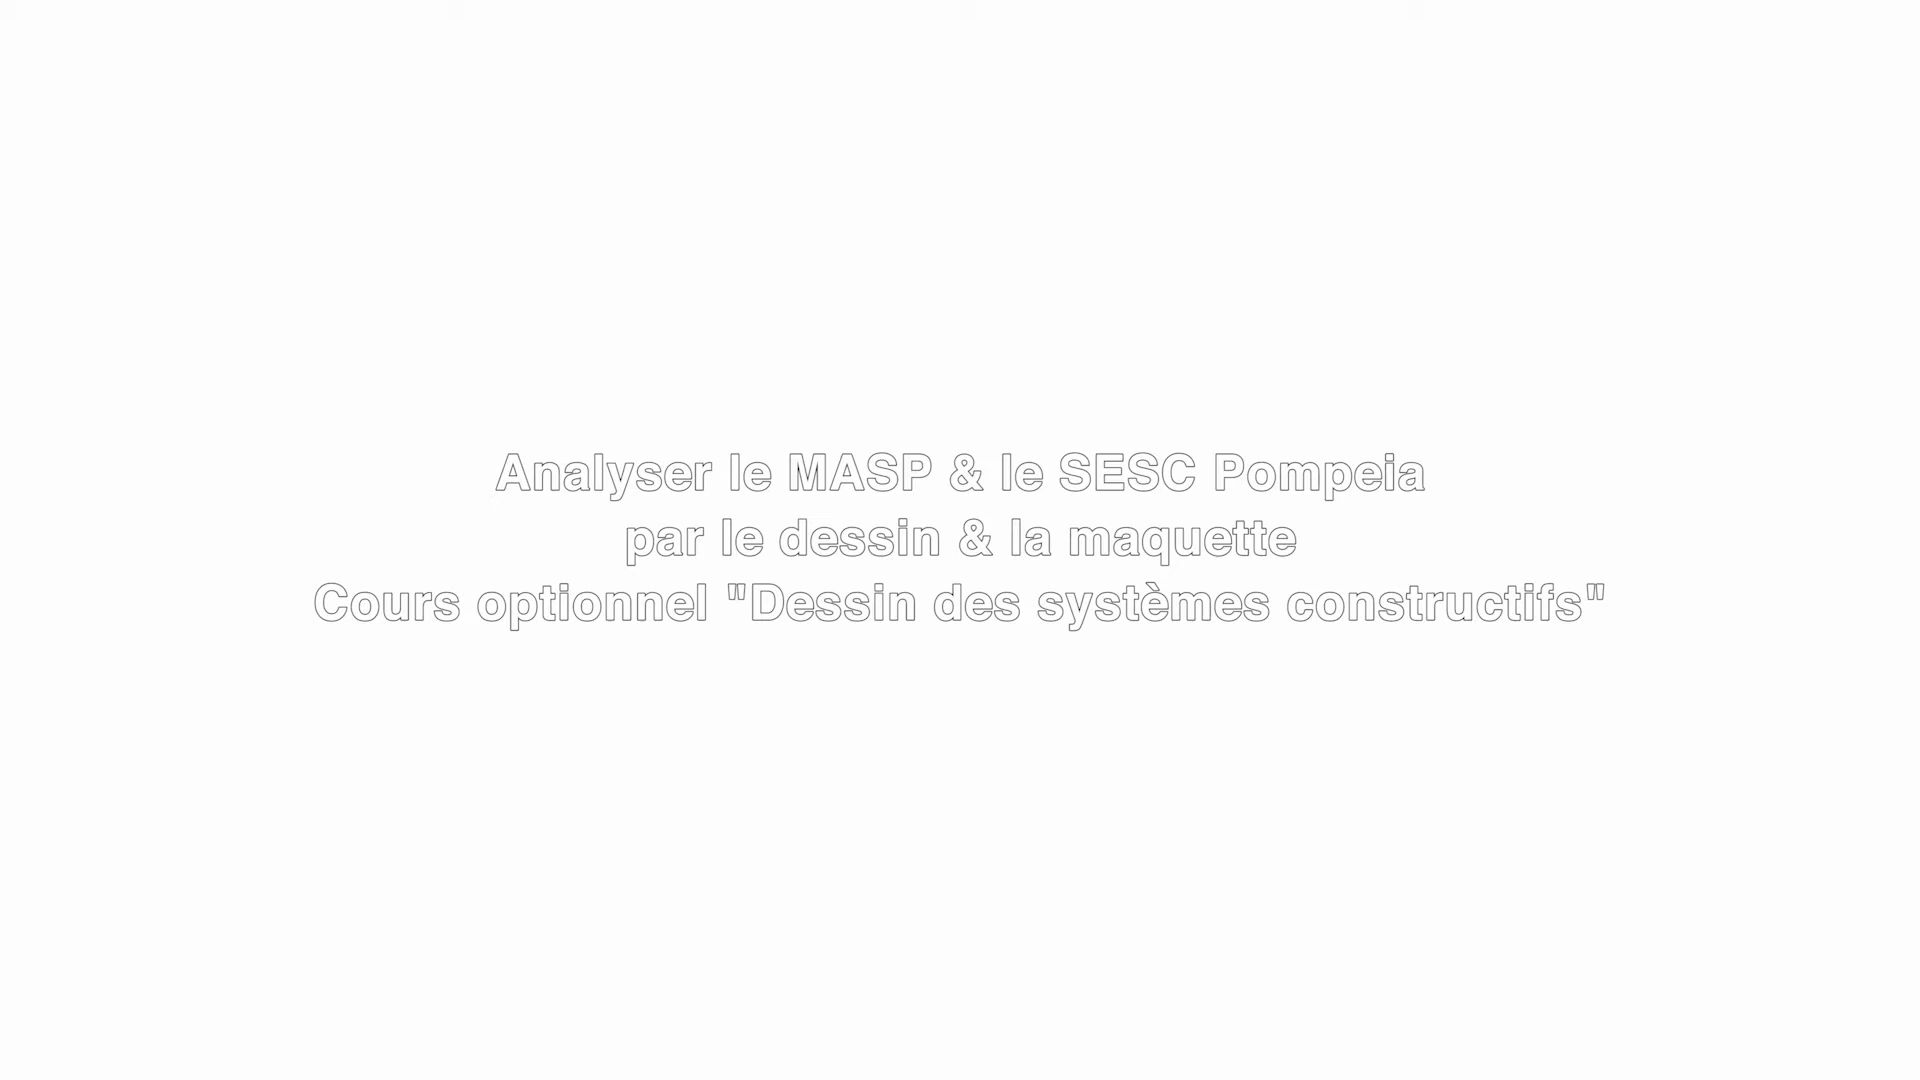 Analyser le MASP & le SESC Pompeia
par le dessin & la maquette
Cours optionnel "Dessin des systèmes constructifs"